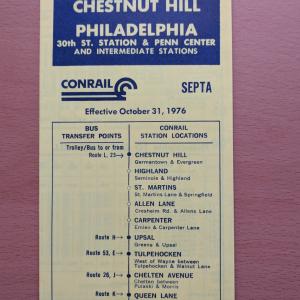 CHESTNUT HILL
PHILADELPHIA
30th ST. STATION & PENN CENTER
AND INTERMEDIATE STATIONS
CONRAIL
SEPTA
Effective October 31, 1976
BUS
TRANSFER POINTS
CONRAIL
STATION LOCATIONS
Trolley/Bus to or from
Route L, 23
CHESTNUT HILL
Germantown & Evergreen
HIGHLAND
Seminole & Highland
ST. MARTINS
St. Martins Lane & Springfield
ALLEN LANE
Cresheim Rd. & Allens Lane
CARPENTER
Emlen & Carpenter Lane
Route H
UPSAL
Greene & Upsal
Route 53, E
TULPEHOCKEN
West of Wayne between
Tulpehocken & Walnut Lane
Route 26, J
CHELTEN AVENUE
Chelten between
Pulaski & Morris
Route K
QUEEN LANE